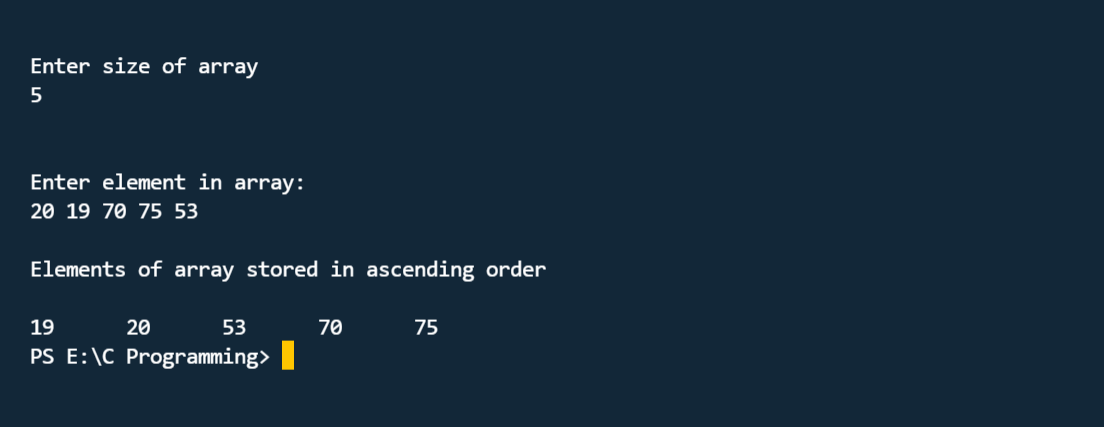 Enter size of array
5
Enter element in array:
20 19 70 75 53
Elements of array stored in ascending order
19 20 53 70 75
PS E:\C Programming>